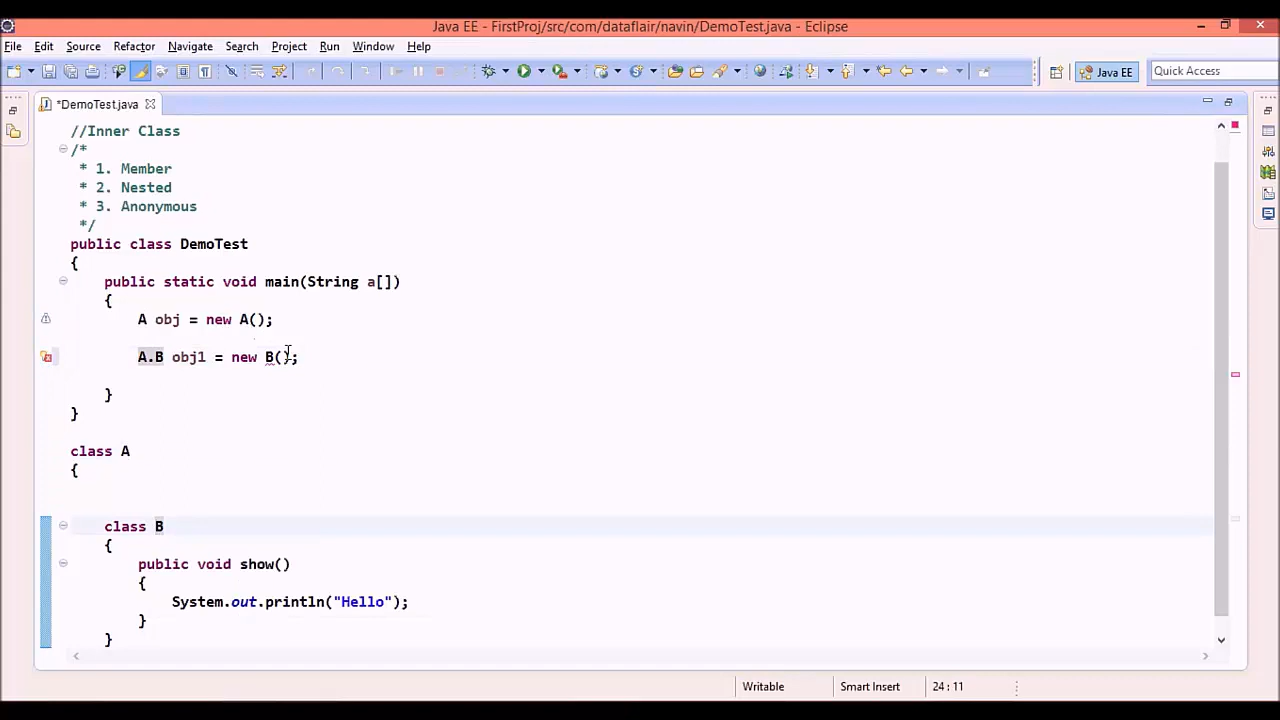 Java EE - FirstProj/src/com/dataflair/navin/DemoTest.java - Eclipse
File Edit Source Refactor Navigate Search Project Run Window Help
Java EE Quick Access
*DemoTest.java
//Inner Class
/*
* 1. Member
* 2. Nested
* 3. Anonymous
*/
public class DemoTest
{
public static void main(String a[])
{
A obj = new A();
A.B obj1 = new B();
}
}
class A
{
class B
{
public void show()
{
System.out.println("Hello");
}
}
Writable Smart Insert 24 : 11